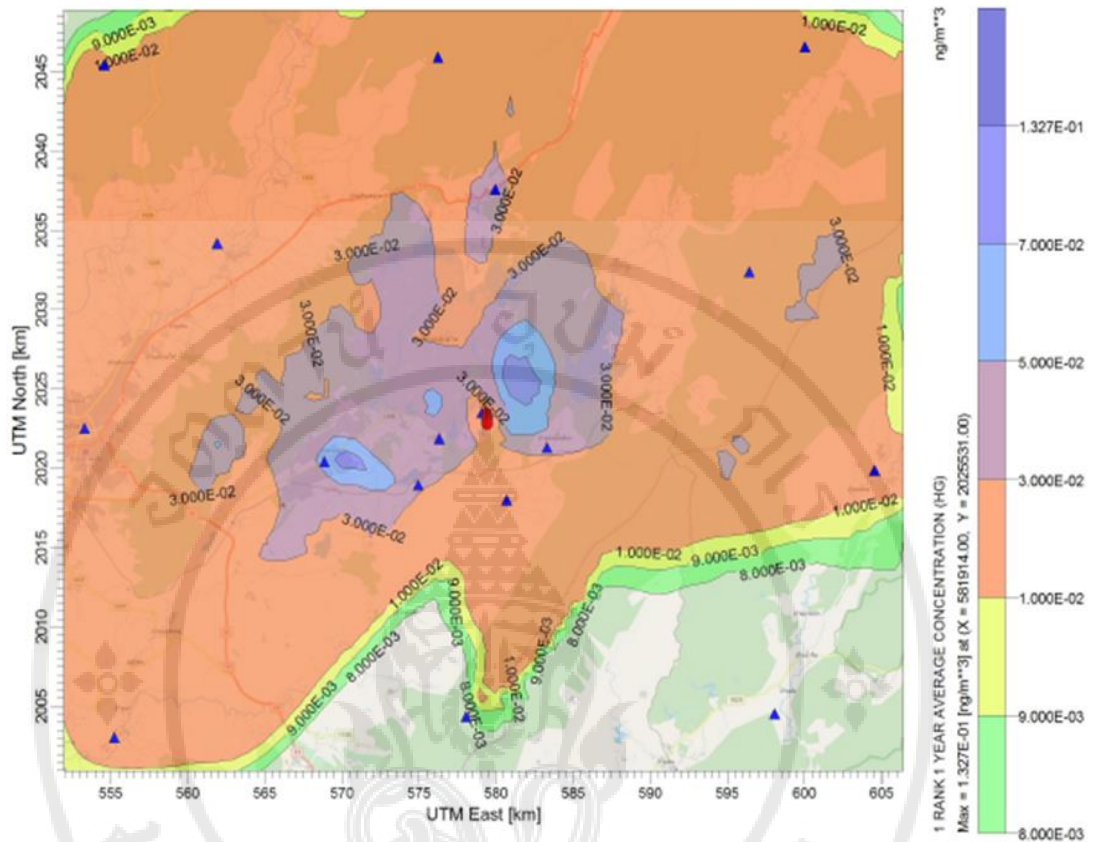 9.000E-03
1.000E-02
1.000E-02
ng/m**3
2045
2040
2035
2030
2025
2020
2015
2010
2005
UTM North [km]
3.000E-02
3.000E-02
3.000E-02
3.000E-02
3.000E-02
3.000E-02
3.000E-02
3.000E-02
3.000E-02
1.000E-02
3.000E-02
3.000E-02
1.000E-02
1.000E-02
9.000E-03
8.000E-03
1.000E-02
9.000E-03
8.000E-03
8.000E-03
9.000E-03
1.000E-02
8.000E-03
9.000E-03
555 560 565 570 575 580 585 590 595 600 605
UTM East [km]
1 RANK 1 YEAR AVERAGE CONCENTRATION (HG)
Max = 1.327E-01 [ng/m**3] at (X = 581914.00, Y = 2025531.00)
1.327E-01
7.000E-02
5.000E-02
3.000E-02
1.000E-02
9.000E-03
8.000E-03